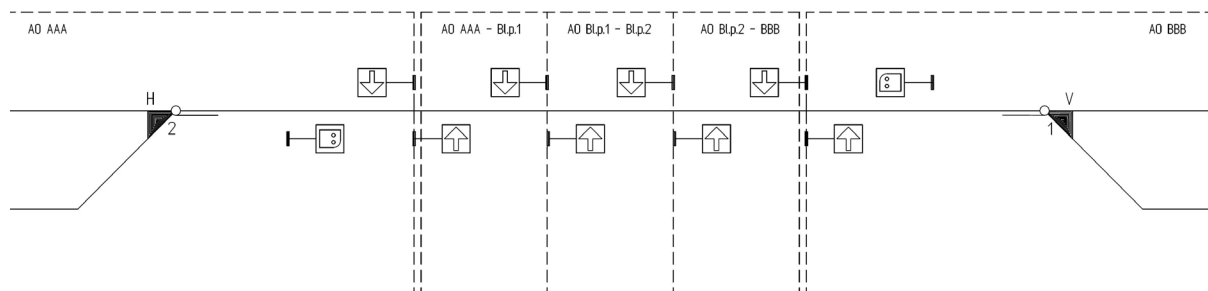 AO AAA
AO AAA - Bl.p.1
AO Bl.p.1 - Bl.p.2
AO Bl.p.2 - BBB
AO BBB
H
V
2
1